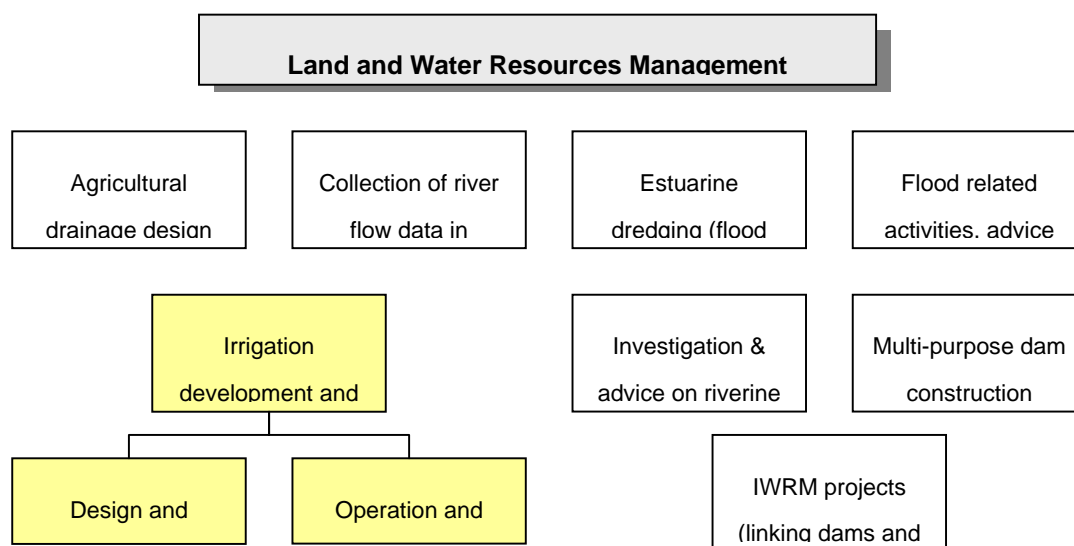 Land and Water Resources Management
Agricultural
drainage design
Collection of river
flow data in
Estuarine
dredging (flood
Flood related
activities, advice
Irrigation
development and
Investigation &
advice on riverine
Multi-purpose dam
construction
Design and
Operation and
IWRM projects
(linking dams and